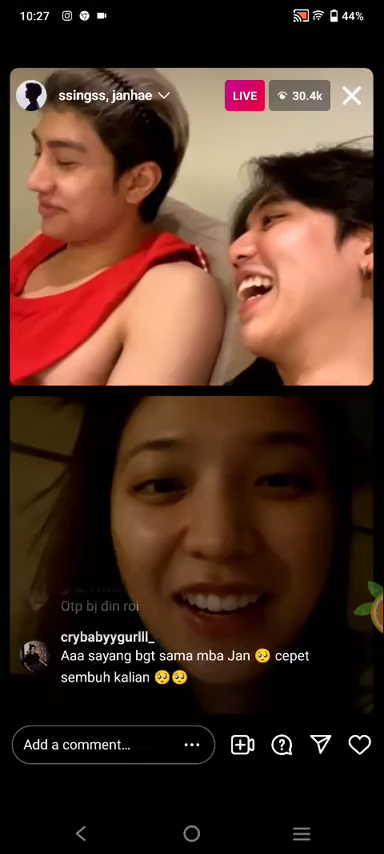 10:27
44%
ssingss, janhae
LIVE
30.4k
Otp bị đin roi
crybabyygurlll_
Aaa sayang bgt sama mba Jan 🥺 cepet
sembuh kalian 🥺🥺
Add a comment...